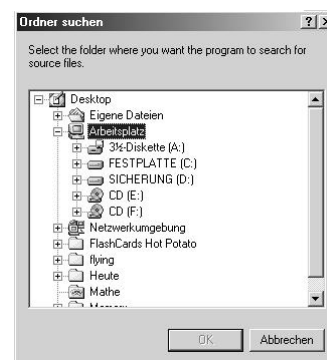 Ordner suchen
Select the folder where you want the program to search for
source files.
Desktop
Eigene Dateien
Arbeitsplatz
3½-Diskette (A:)
FESTPLATTE (C:)
SICHERUNG (D:)
CD (E:)
CD (F:)
Netzwerkumgebung
FlashCards Hot Potato
flying
Heute
Mathe
OK
Abbrechen